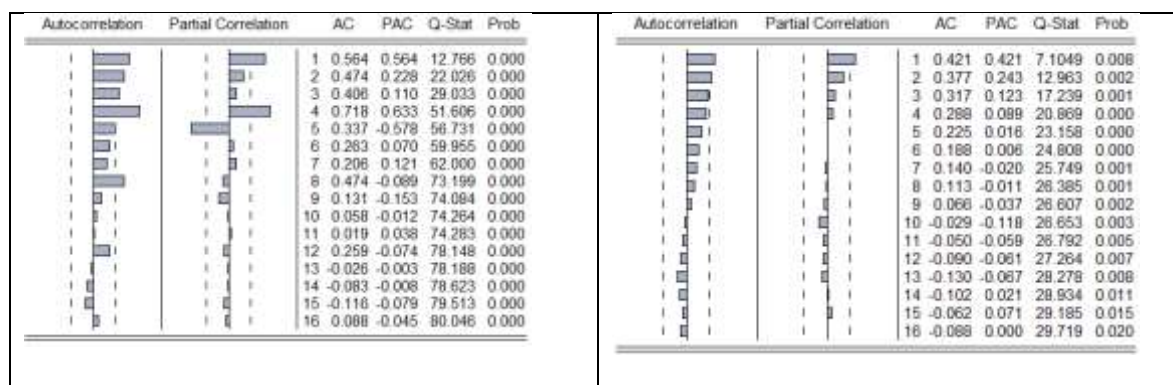 Autocorrelation Partial Correlation AC PAC Q-Stat Prob
1 0.564 0.564 12.766 0.000
2 0.474 0.228 22.026 0.000
3 0.406 0.110 29.033 0.000
4 0.718 0.633 51.606 0.000
5 0.337 -0.578 56.731 0.000
6 0.263 0.070 59.955 0.000
7 0.206 0.121 62.000 0.000
8 0.474 -0.089 73.199 0.000
9 0.131 -0.153 74.084 0.000
10 0.058 -0.012 74.264 0.000
11 0.019 0.038 74.283 0.000
12 0.259 -0.074 78.148 0.000
13 -0.026 -0.003 78.188 0.000
14 -0.083 -0.008 78.623 0.000
15 -0.116 -0.079 79.513 0.000
16 0.088 -0.045 80.046 0.000
Autocorrelation Partial Correlation AC PAC Q-Stat Prob
1 0.421 0.421 7.1049 0.008
2 0.377 0.243 12.963 0.002
3 0.317 0.123 17.239 0.001
4 0.288 0.089 20.869 0.000
5 0.225 0.016 23.158 0.000
6 0.188 0.006 24.808 0.000
7 0.140 -0.020 25.749 0.001
8 0.113 -0.011 26.385 0.001
9 0.066 -0.037 26.607 0.002
10 -0.029 -0.118 26.653 0.003
11 -0.050 -0.059 26.792 0.005
12 -0.090 -0.061 27.264 0.007
13 -0.130 -0.067 28.278 0.008
14 -0.102 0.021 28.934 0.011
15 -0.062 0.071 29.185 0.015
16 -0.088 0.000 29.719 0.020